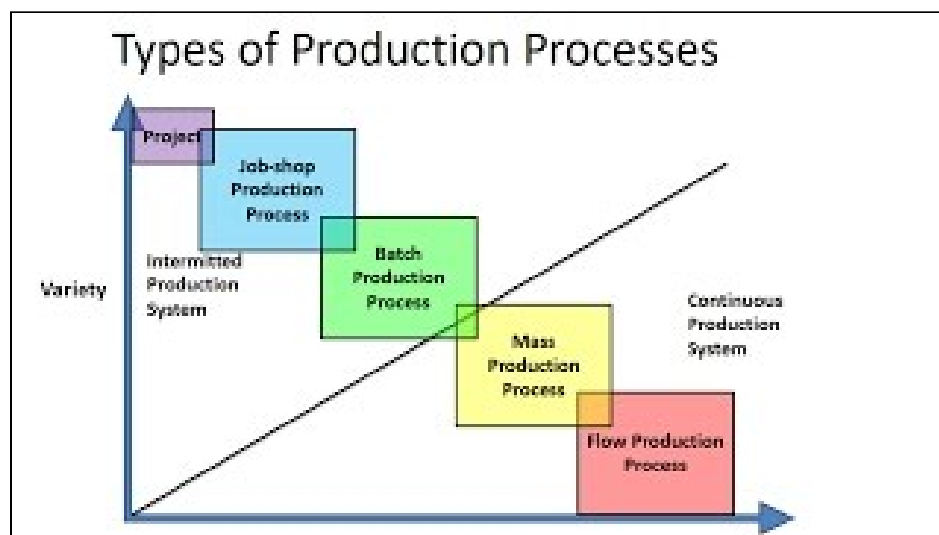 Types of Production Processes
Project
Job-shop
Production
Process
Intermitted
Production
System
Variety
Batch
Production
Process
Continuous
Production
System
Mass
Production
Process
Flow Production
Process